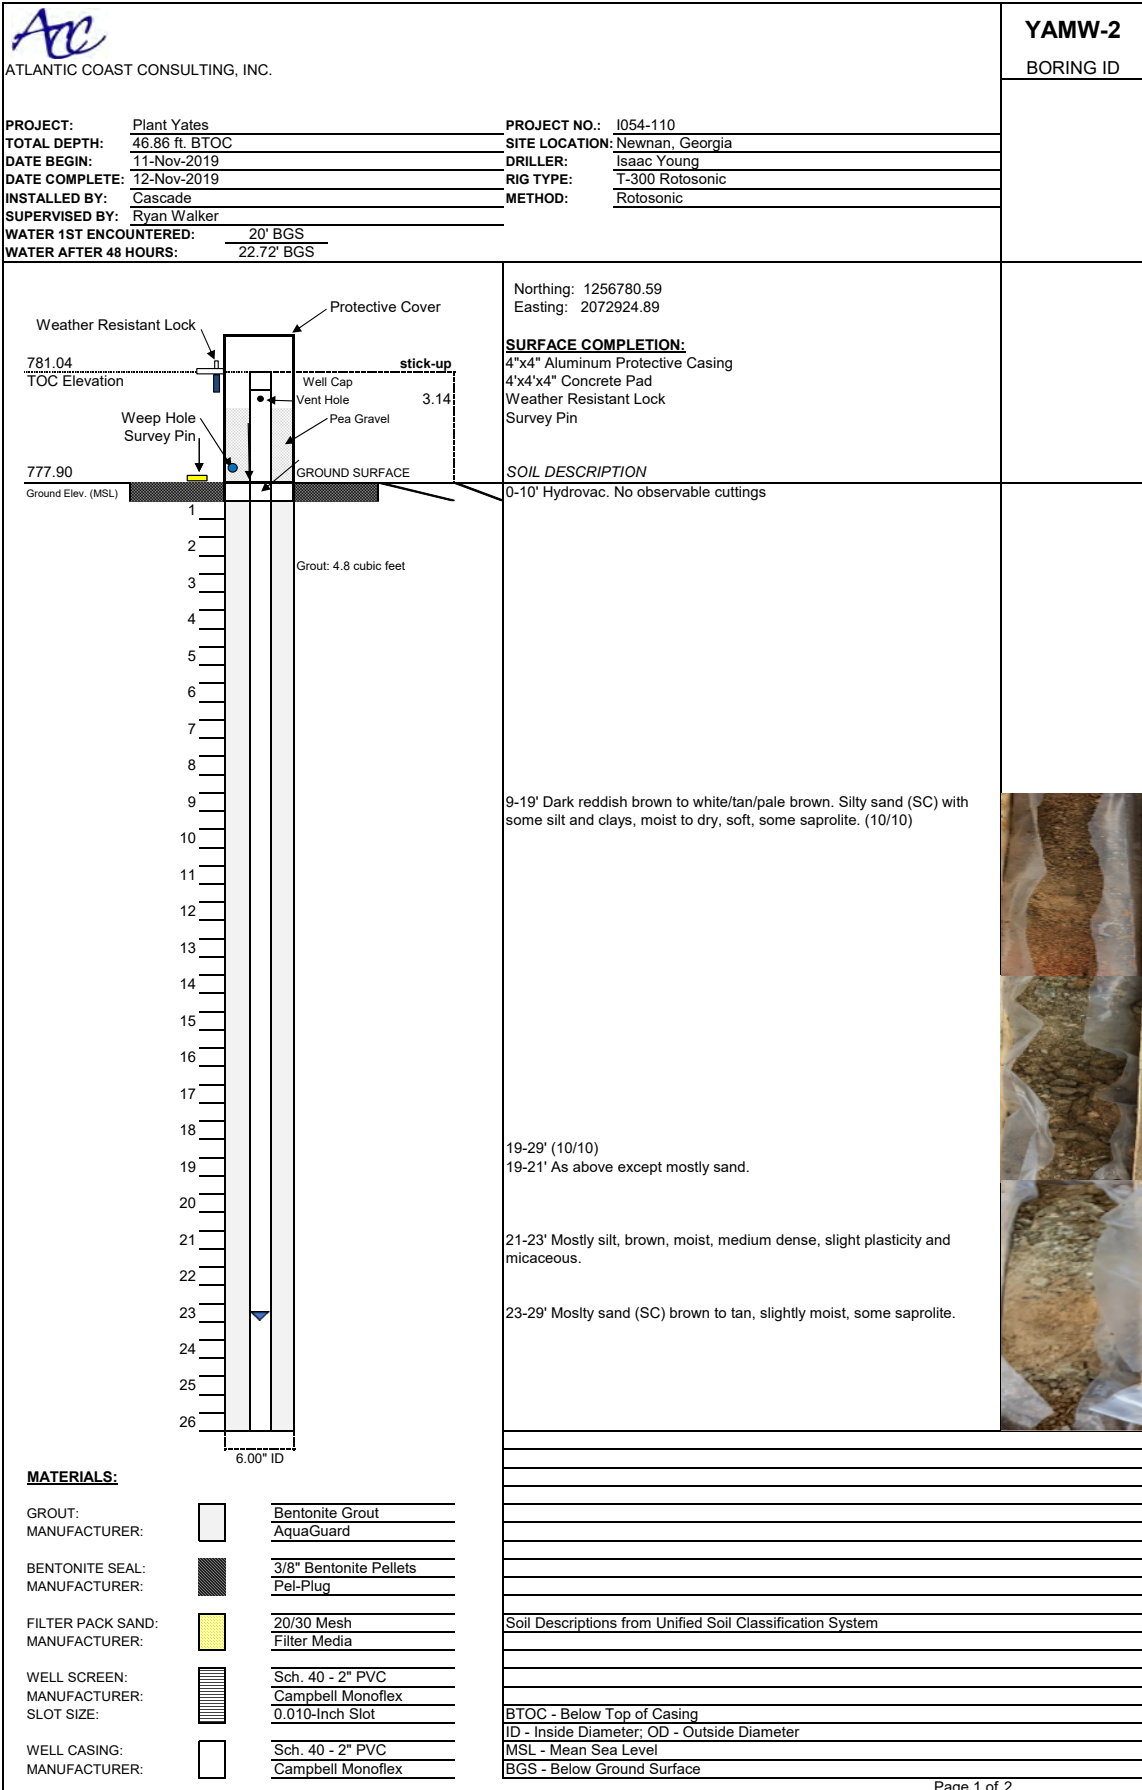 ACC
YAMW-2
ATLANTIC COAST CONSULTING, INC.
BORING ID
PROJECT: Plant Yates PROJECT NO.: I054-110
TOTAL DEPTH: 46.86 ft. BTOC SITE LOCATION: Newnan, Georgia
DATE BEGIN: 11-Nov-2019 DRILLER: Isaac Young
DATE COMPLETE: 12-Nov-2019 RIG TYPE: T-300 Rotosonic
INSTALLED BY: Cascade METHOD: Rotosonic
SUPERVISED BY: Ryan Walker
WATER 1ST ENCOUNTERED: 20' BGS
WATER AFTER 48 HOURS: 22.72' BGS
Northing: 1256780.59
Easting: 2072924.89
Protective Cover
Weather Resistant Lock
SURFACE COMPLETION:
781.04 stick-up 4"x4" Aluminum Protective Casing
TOC Elevation Well Cap 4'x4'x4" Concrete Pad
Vent Hole 3.14 Weather Resistant Lock
Weep Hole Pea Gravel Survey Pin
Survey Pin
777.90 GROUND SURFACE SOIL DESCRIPTION
Ground Elev. (MSL) 0-10' Hydrovac. No observable cuttings
1
2
Grout: 4.8 cubic feet
3
4
5
6
7
8
9 9-19' Dark reddish brown to white/tan/pale brown. Silty sand (SC) with
some silt and clays, moist to dry, soft, some saprolite. (10/10)
10
11
12
13
14
15
16
17
18
19-29' (10/10)
19 19-21' As above except mostly sand.
20
21 21-23' Mostly silt, brown, moist, medium dense, slight plasticity and
micaceous.
22
23 23-29' Moslty sand (SC) brown to tan, slightly moist, some saprolite.
24
25
26
6.00" ID
MATERIALS:
GROUT: Bentonite Grout
MANUFACTURER: AquaGuard
BENTONITE SEAL: 3/8" Bentonite Pellets
MANUFACTURER: Pel-Plug
FILTER PACK SAND: 20/30 Mesh Soil Descriptions from Unified Soil Classification System
MANUFACTURER: Filter Media
WELL SCREEN: Sch. 40 - 2" PVC
MANUFACTURER: Campbell Monoflex
SLOT SIZE: 0.010-Inch Slot BTOC - Below Top of Casing
ID - Inside Diameter; OD - Outside Diameter
WELL CASING: Sch. 40 - 2" PVC MSL - Mean Sea Level
MANUFACTURER: Campbell Monoflex BGS - Below Ground Surface
Page 1 of 2